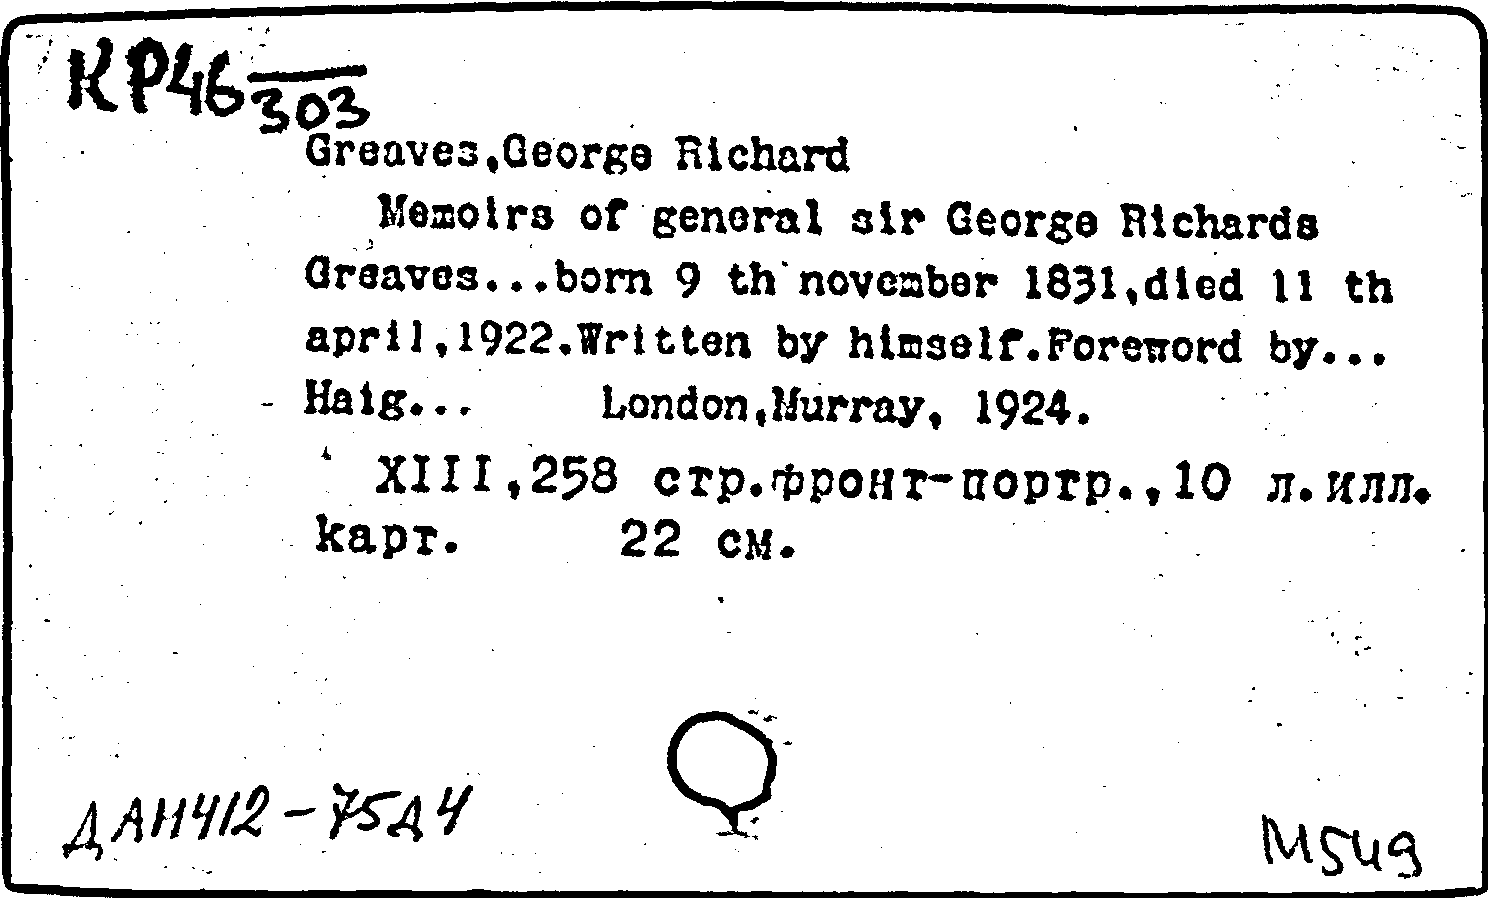 КР46 303
Greaves,George Richard
Memoirs of general sir George Richards
Greaves...born 9 th november 1831,died 11 th
april,1922.Written by himself.Foreword by...
Haig... London,Murray, 1924.
XIII,258 стр.фронт-портр.,10 л.илл.
карт. 22 см.
ДАН412-75д4
М549